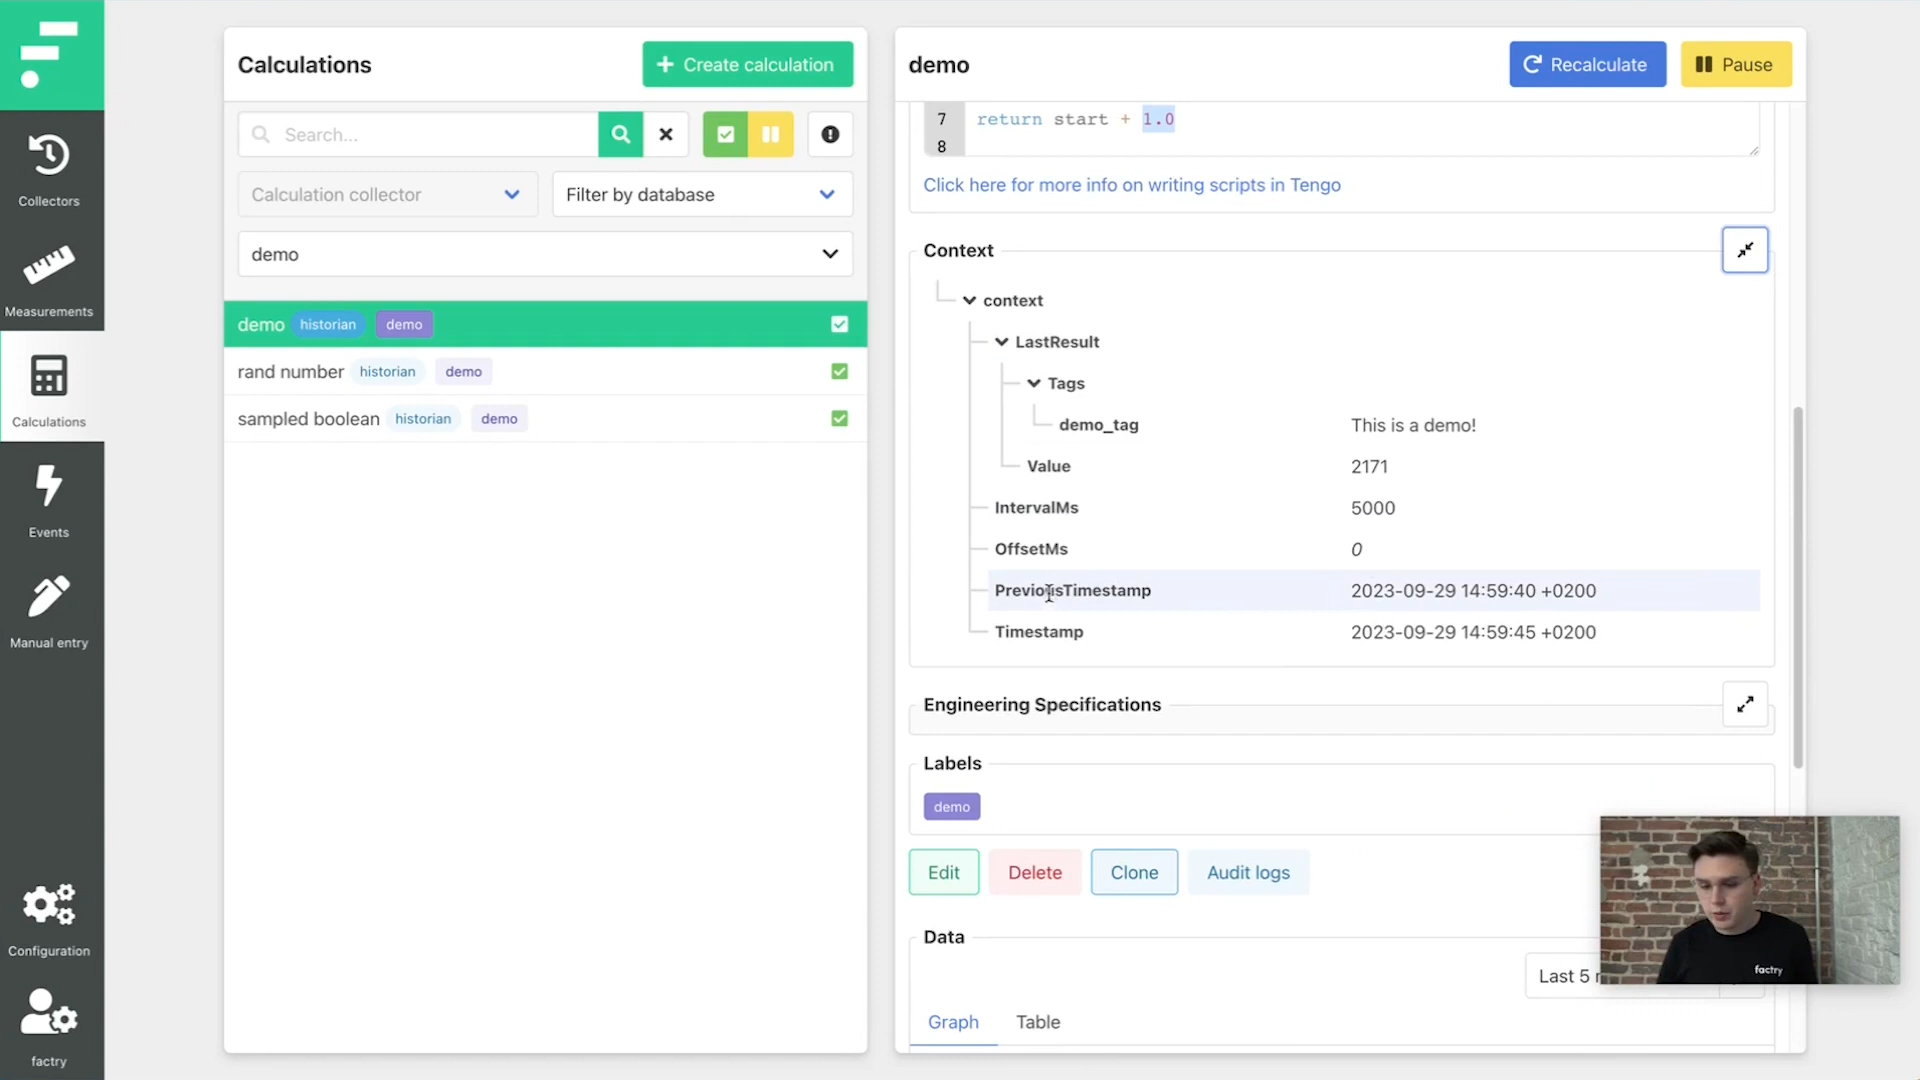 Collectors
Measurements
Calculations
Events
Manual entry
Configuration
factry
Calculations
Create calculation
Search...
Calculation collector
Filter by database
demo
demo historian demo
rand number historian demo
sampled boolean historian demo
demo
Recalculate
Pause
7 return start + 1.0
8
Click here for more info on writing scripts in Tengo
Context
context
LastResult
Tags
demo_tag This is a demo!
Value 2171
IntervalMs 5000
OffsetMs 0
PreviousTimestamp 2023-09-29 14:59:40 +0200
Timestamp 2023-09-29 14:59:45 +0200
Engineering Specifications
Labels
demo
Edit Delete Clone Audit logs
Data
Last 5
Graph Table
factry